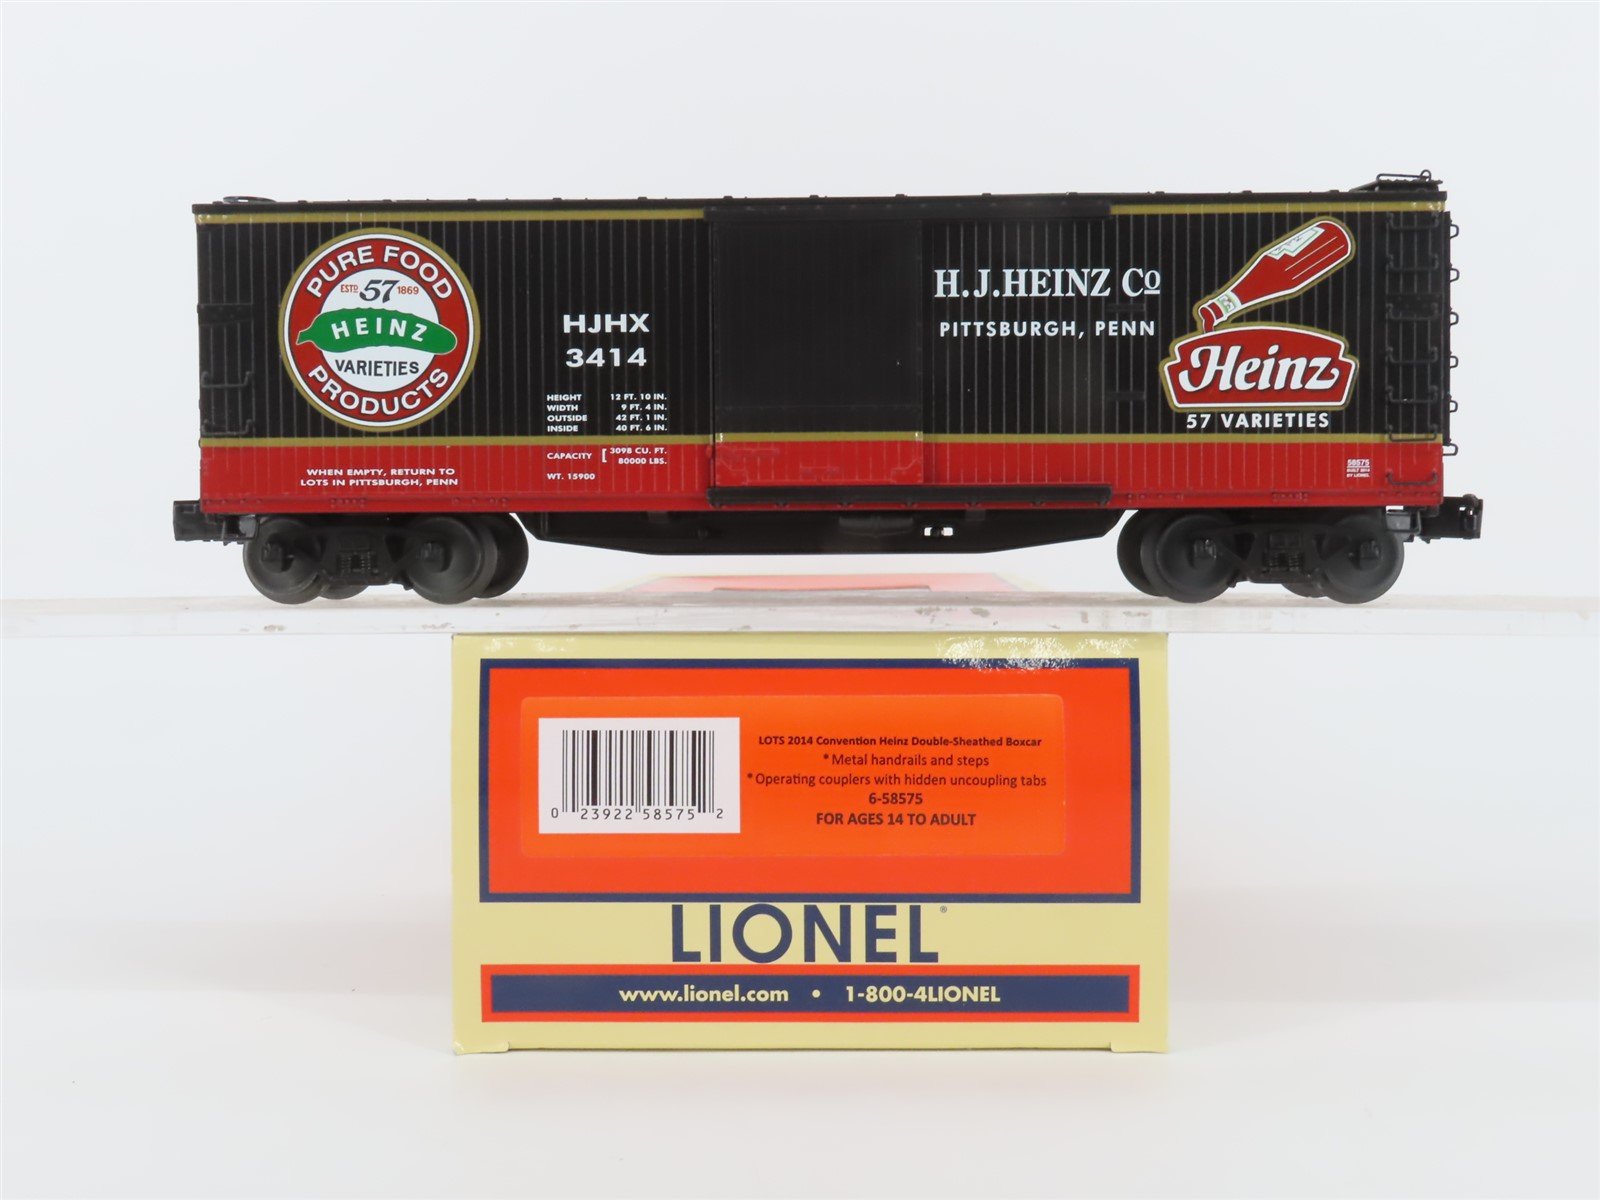 PURE FOOD
ESTD 57 1869
HEINZ
VARIETIES
PRODUCTS
WHEN EMPTY, RETURN TO
LOTS IN PITTSBURGH, PENN
HJHX
3414
HEIGHT 12 FT. 10 IN.
WIDTH 9 FT. 4 IN.
OUTSIDE 42 FT. 1 IN.
INSIDE 40 FT. 6 IN.
CAPACITY [ 3098 CU. FT.
80000 LBS.
WT. 15900
H.J.HEINZ Co
PITTSBURGH, PENN
Heinz
57 VARIETIES
58575
BUILT 2014
BY LIONEL
0 23922 58575 2
LOTS 2014 Convention Heinz Double-Sheathed Boxcar
*Metal handrails and steps
*Operating couplers with hidden uncoupling tabs
6-58575
FOR AGES 14 TO ADULT
LIONEL®
www.lionel.com • 1-800-4LIONEL